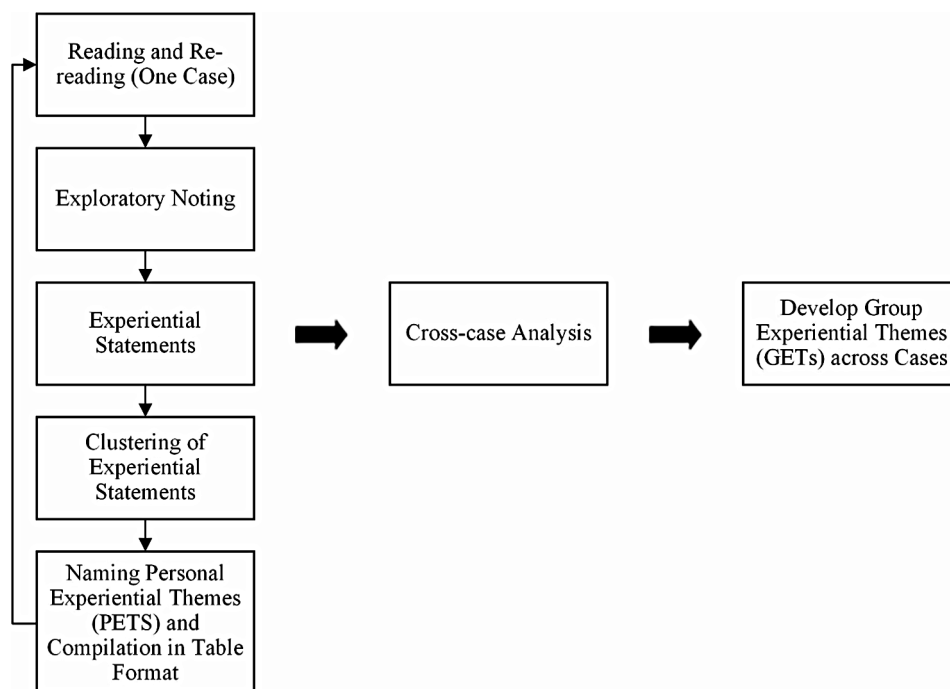 Reading and Re-
reading (One Case)
Exploratory Noting
Experiential
Statements
Clustering of
Experiential
Statements
Naming Personal
Experiential Themes
(PETS) and
Compilation in Table
Format
Cross-case Analysis
Develop Group
Experiential Themes
(GETs) across Cases